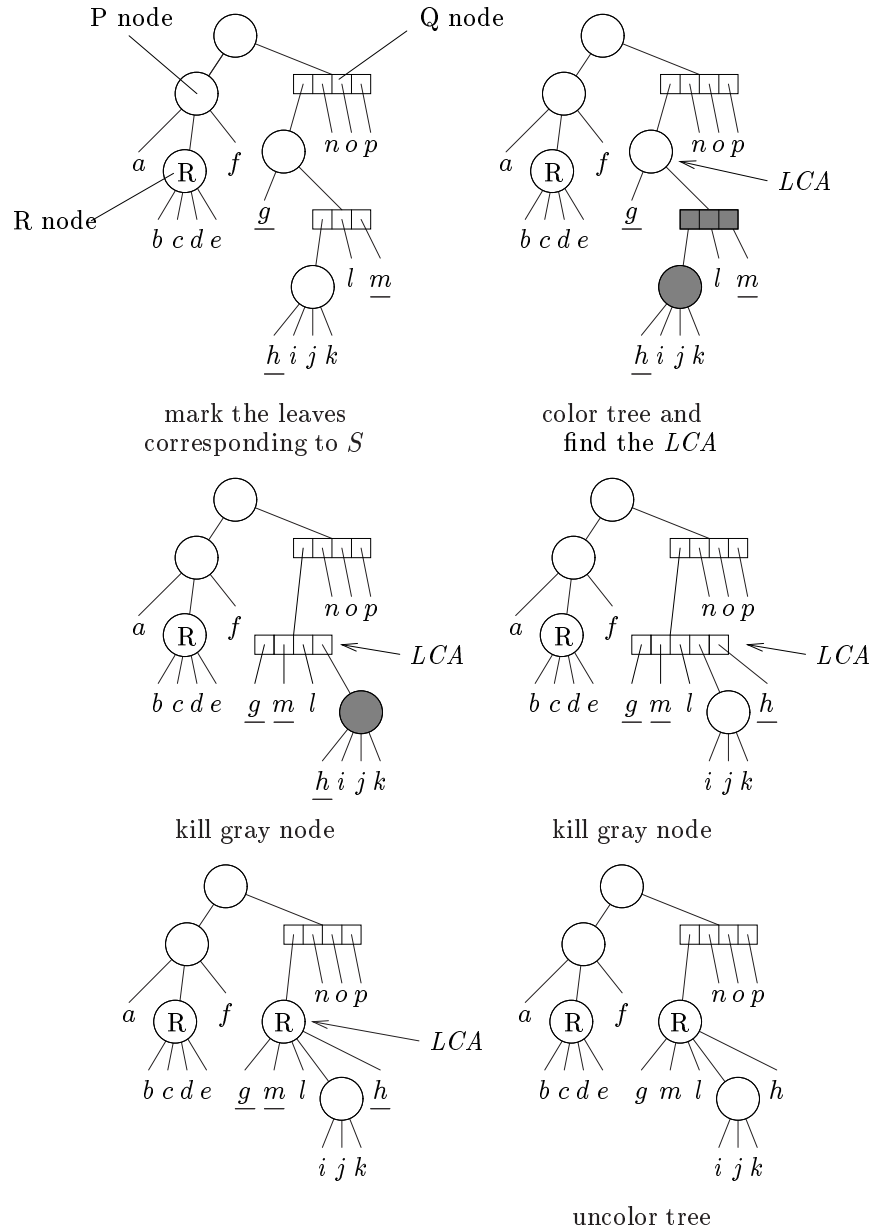 P node
Q node
n o p
n o p
a
R
f
a
R
f
LCA
R node
g
g
b c d e
b c d e
l m
l m
h i j k
h i j k
mark the leaves
corresponding to S
color tree and
find the LCA
n o p
n o p
a
R
f
a
R
f
LCA
LCA
b c d e
g m l
b c d e
g m l
h
h i j k
i j k
kill gray node
kill gray node
n o p
n o p
a
R
f
R
a
R
f
R
LCA
b c d e
g m l
h
b c d e
g m l
h
i j k
i j k
uncolor tree